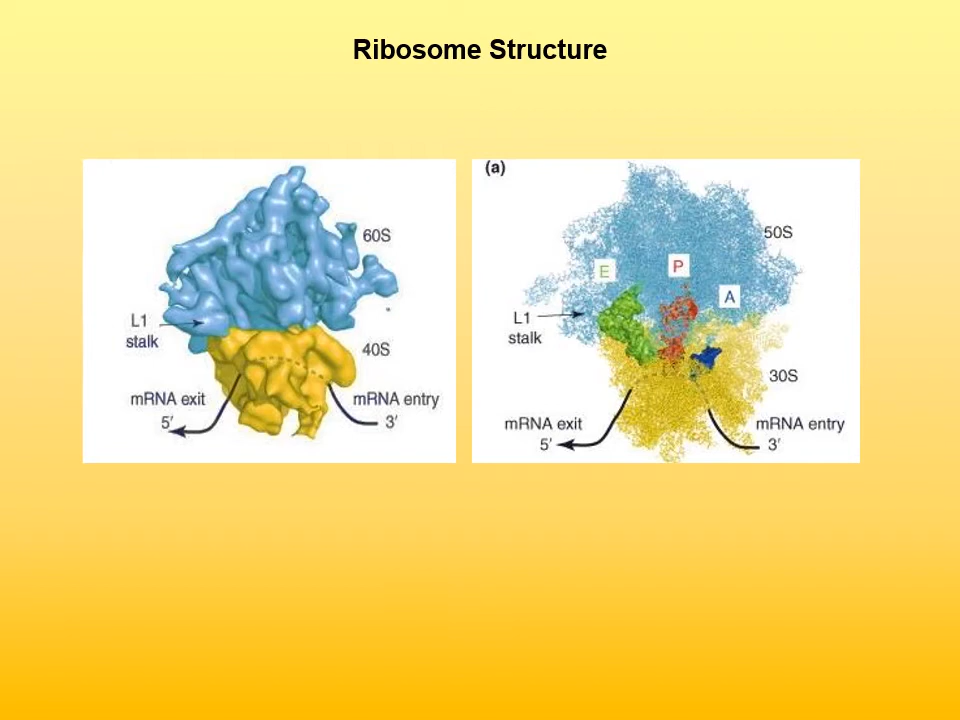 Ribosome Structure
60S
L1
stalk
40S
mRNA exit
mRNA entry
5′
3′
(a)
50S
E
P
A
L1
stalk
30S
mRNA exit
mRNA entry
5′
3′